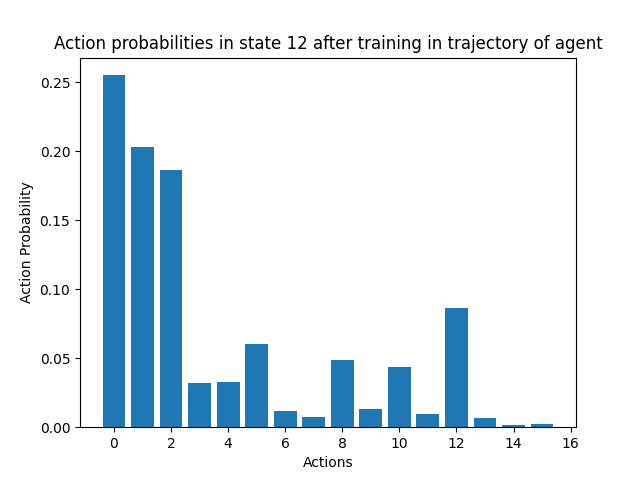 Action probabilities in state 12 after training in trajectory of agent
0.25
0.20
0.15
0.10
0.05
0.00
Action Probability
0 2 4 6 8 10 12 14 16
Actions